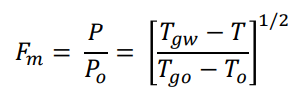 F_m = P/P_o = [(T_gw − T)/(T_go − T_o)]^{1/2}